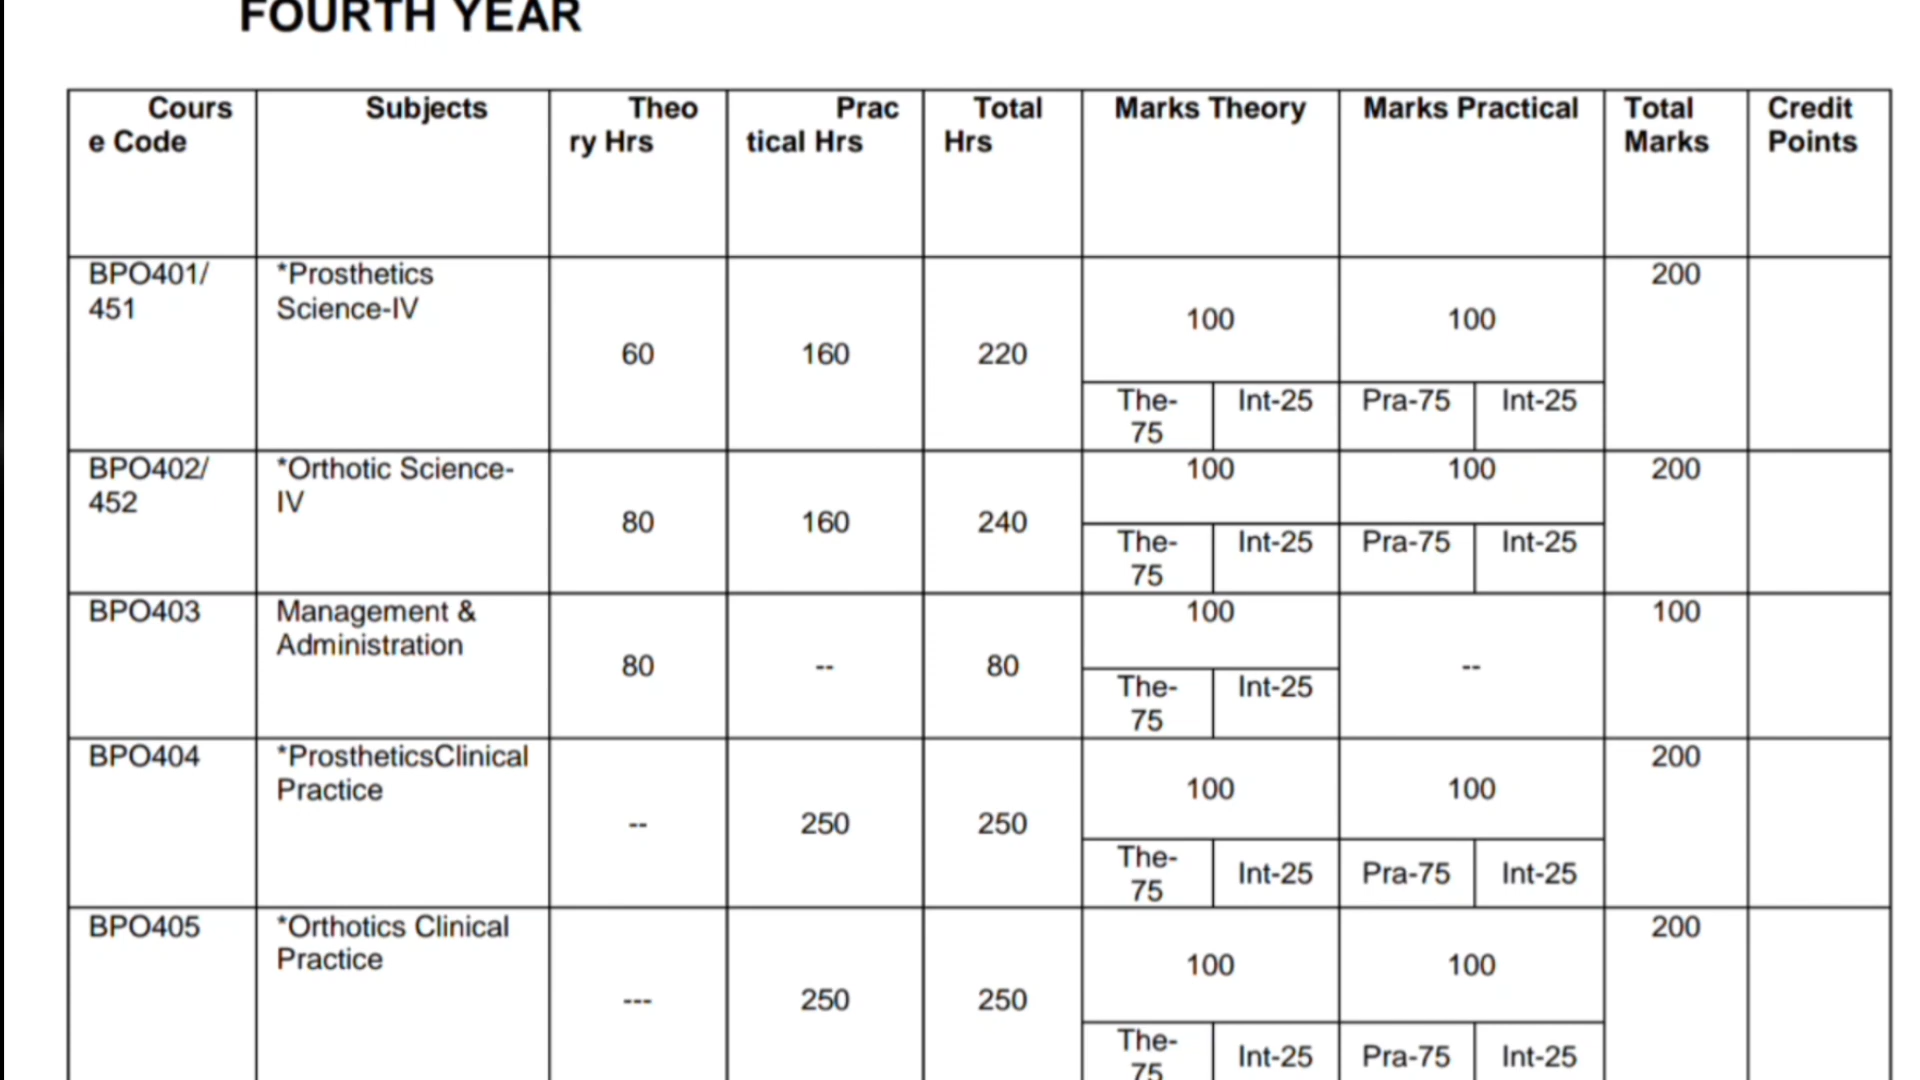 FOURTH YEAR
Cours
e Code
Subjects
Theo
ry Hrs
Prac
tical Hrs
Total
Hrs
Marks Theory
Marks Practical
Total
Marks
Credit
Points
BPO401/
451
*Prosthetics
Science-IV
60
160
220
100
100
200
The-
75
Int-25
Pra-75
Int-25
BPO402/
452
*Orthotic Science-
IV
80
160
240
100
100
200
The-
75
Int-25
Pra-75
Int-25
BPO403
Management &
Administration
80
--
80
100
--
100
The-
75
Int-25
BPO404
*ProstheticsClinical
Practice
--
250
250
100
100
200
The-
75
Int-25
Pra-75
Int-25
BPO405
*Orthotics Clinical
Practice
---
250
250
100
100
200
The-
75
Int-25
Pra-75
Int-25